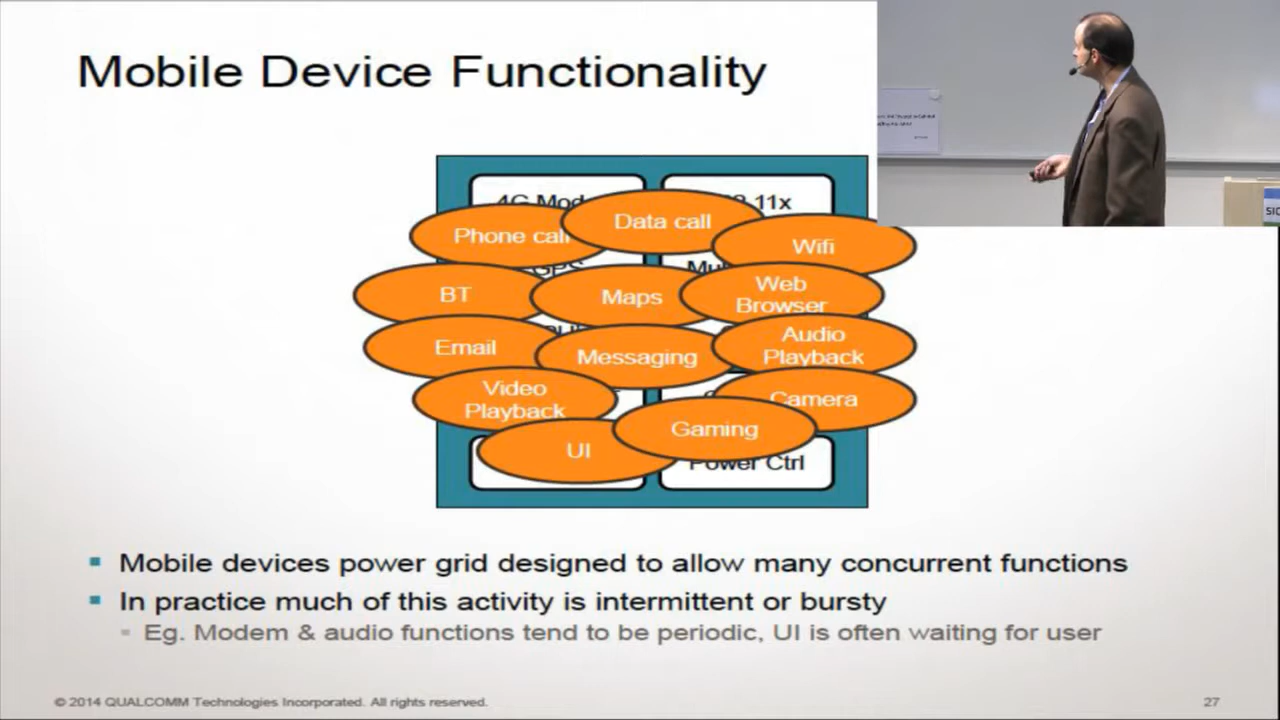 Mobile Device Functionality
11x
Phone call
Data call
Wifi
GPS
BT
Maps
Web
Browser
Email
Messaging
Audio
Playback
Video
Playback
Camera
Gaming
UI
Power Ctrl
Mobile devices power grid designed to allow many concurrent functions
In practice much of this activity is intermittent or bursty
Eg. Modem & audio functions tend to be periodic, UI is often waiting for user
© 2014 QUALCOMM Technologies Incorporated. All rights reserved.
27